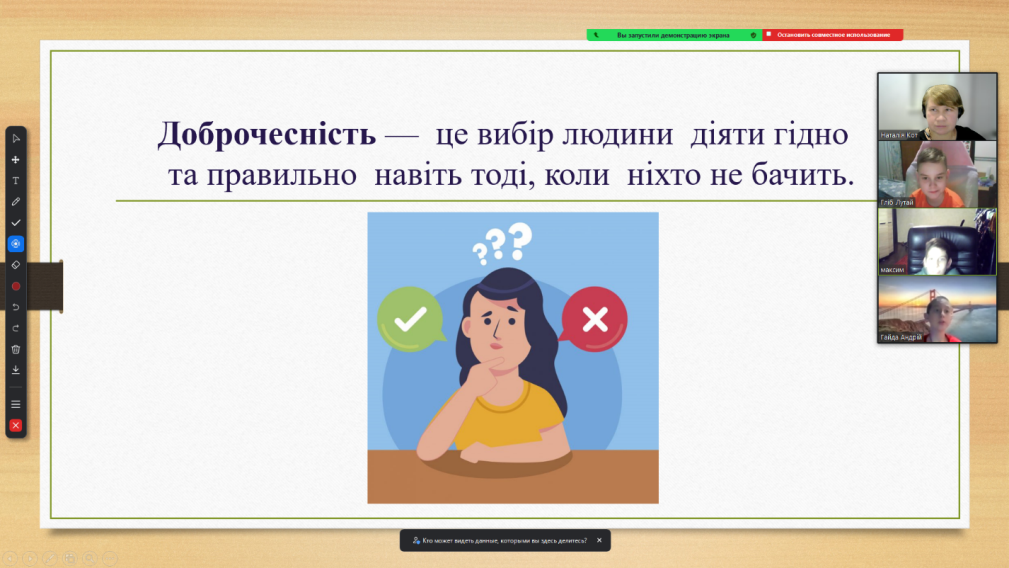 Вы запустили демонстрацию экрана
Остановить совместное использование
Доброчесність — це вибір людини діяти гідно
та правильно навіть тоді, коли ніхто не бачить.
???
Наталія Кот
Гліб Лутай
максим
Гайда Андрій
Кто может видеть данные, которыми вы здесь делитесь?